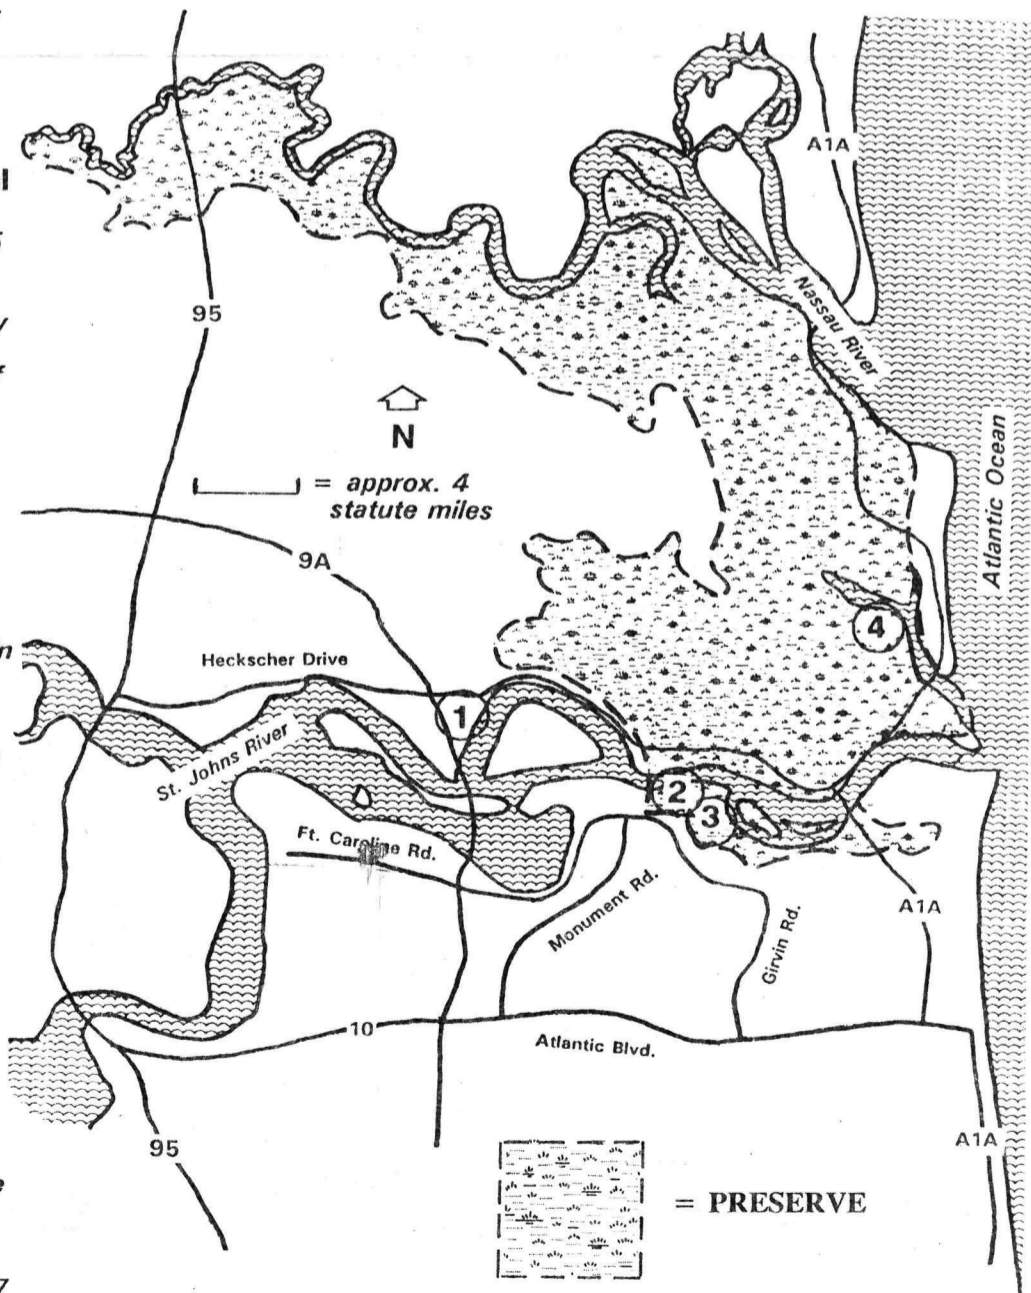 A1A
95
Nassau River
N
= approx. 4
statute miles
Atlantic Ocean
9A
4
Heckscher Drive
1
St. Johns River
2
3
Ft. Caroline Rd.
Monument Rd.
Girvin Rd.
A1A
10
Atlantic Blvd.
95
A1A
= PRESERVE